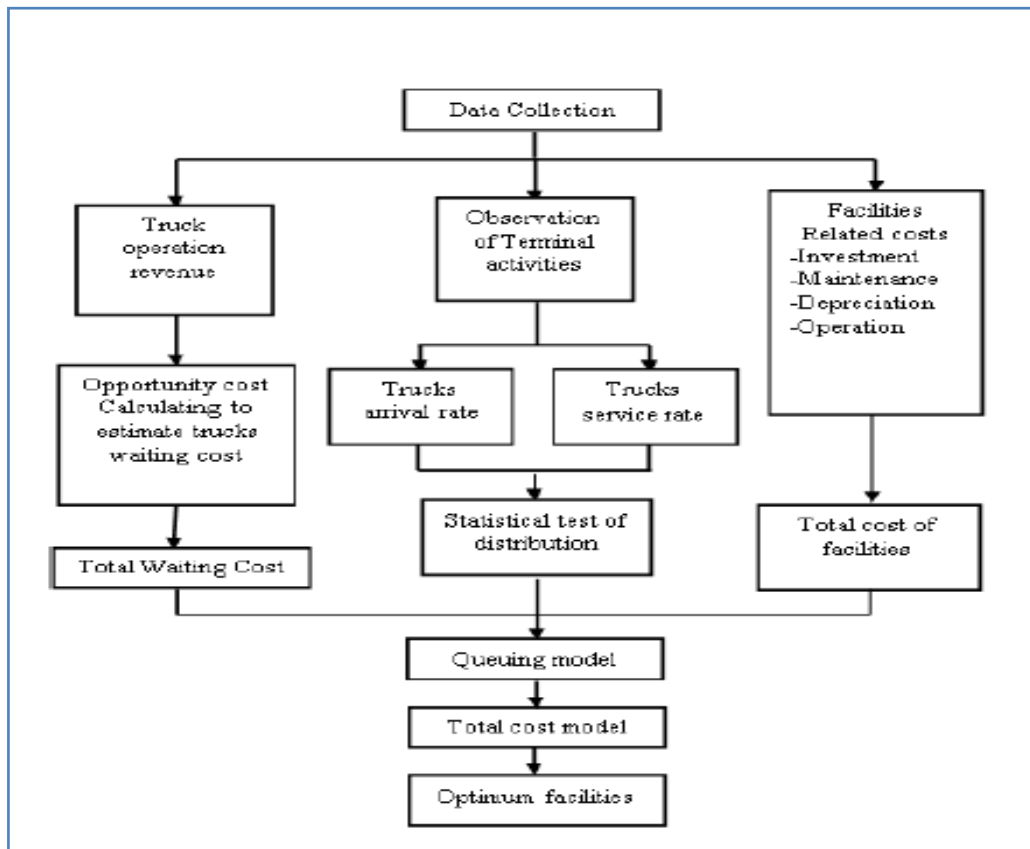 Data Collection
Truck
operation
revenue
Observation
of Terminal
activities
Facilities
Related costs
-Investment
-Maintenance
-Depreciation
-Operation
Opportunity cost
Calculating to
estimate trucks
waiting cost
Trucks
arrival rate
Trucks
service rate
Statistical test of
distribution
Total cost of
facilities
Total Waiting Cost
Queuing model
Total cost model
Optimum facilities